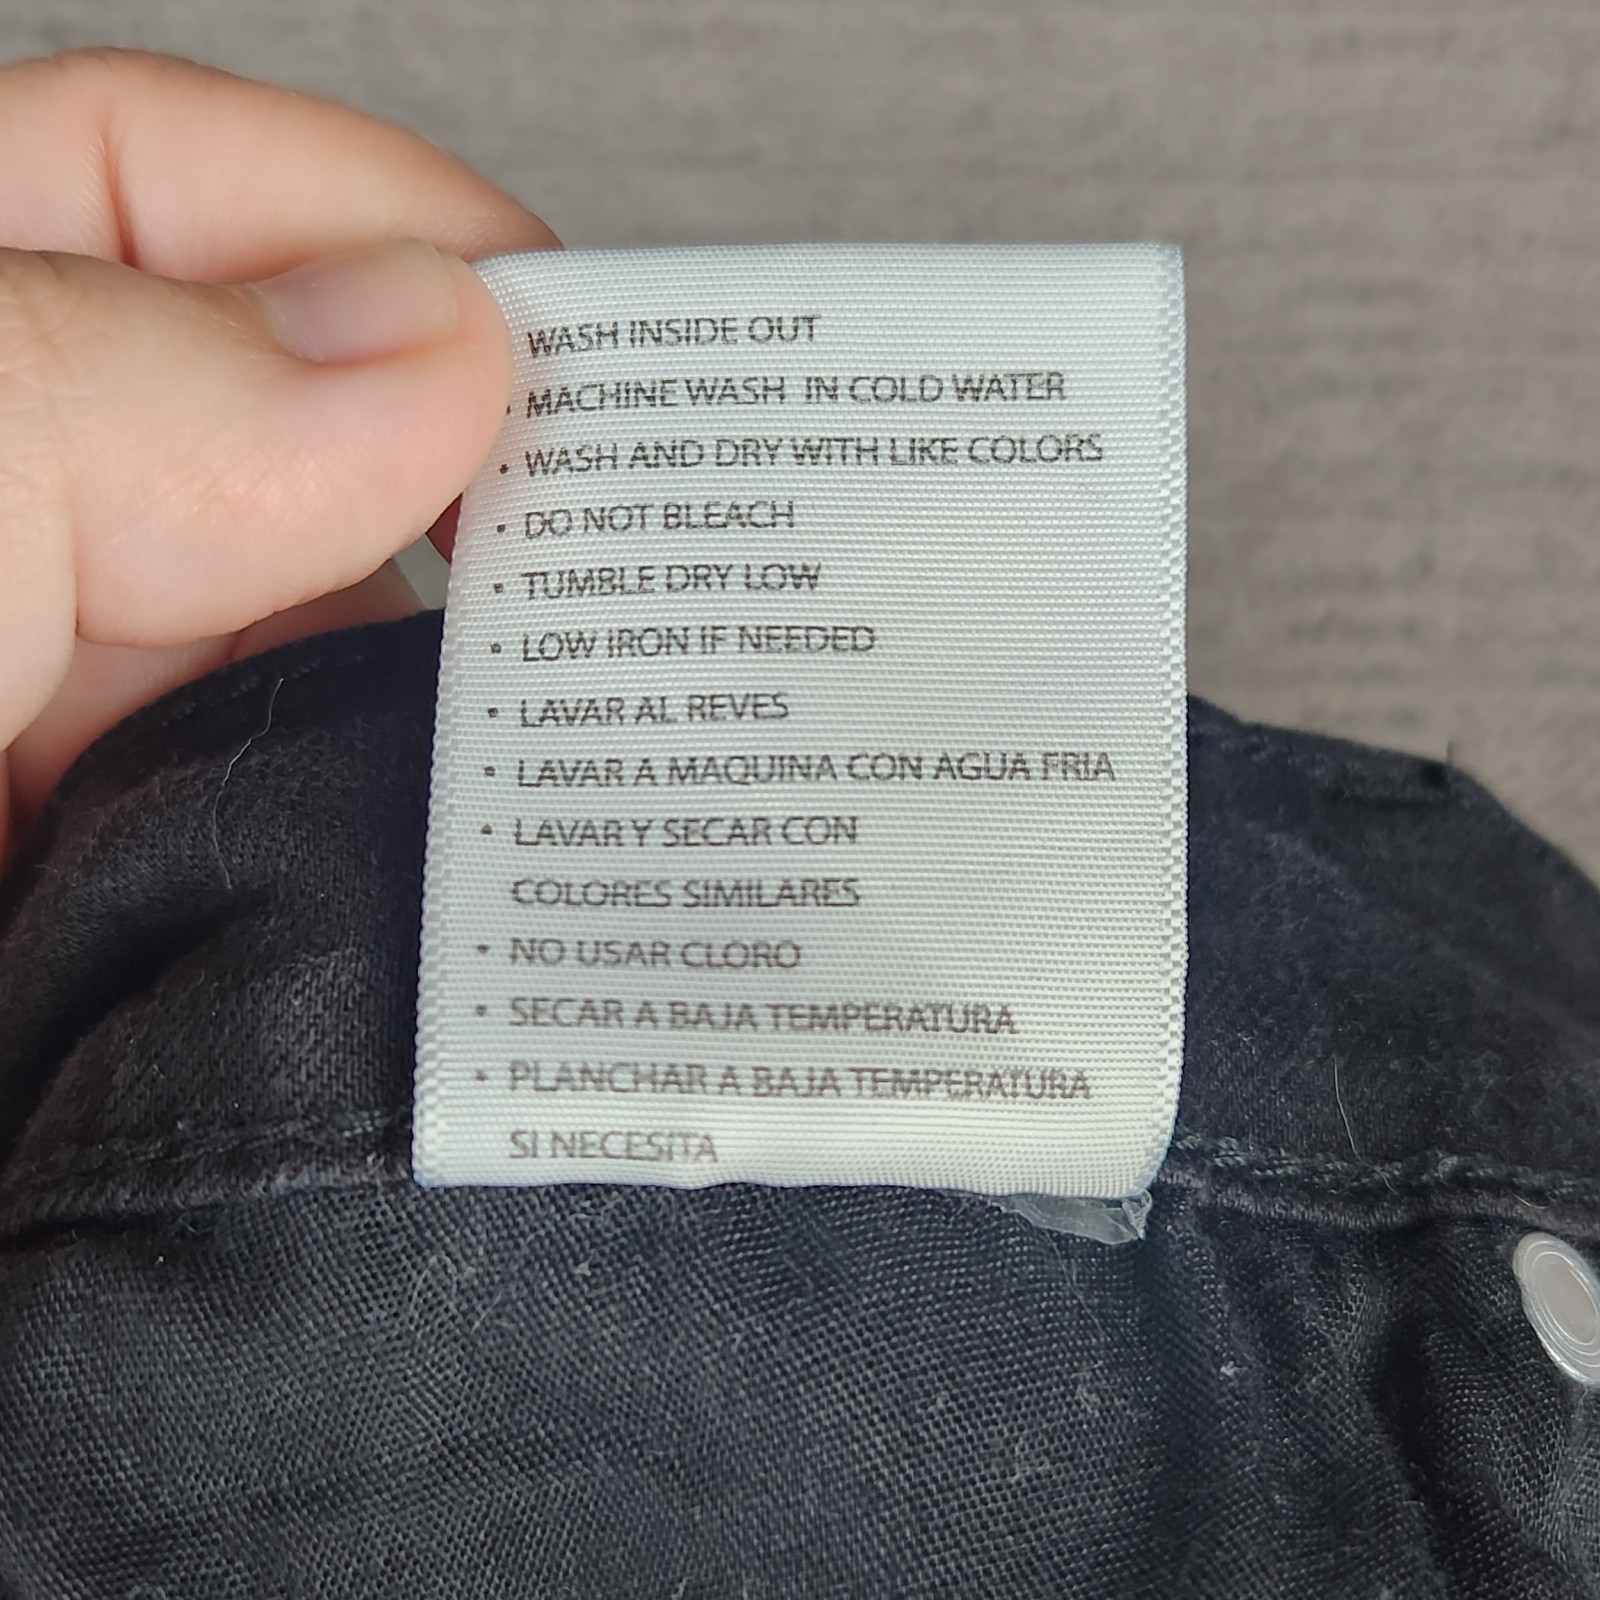 WASH INSIDE OUT
• MACHINE WASH IN COLD WATER
• WASH AND DRY WITH LIKE COLORS
• DO NOT BLEACH
• TUMBLE DRY LOW
• LOW IRON IF NEEDED
• LAVAR AL REVES
• LAVAR A MAQUINA CON AGUA FRIA
• LAVAR Y SECAR CON
COLORES SIMILARES
• NO USAR CLORO
• SECAR A BAJA TEMPERATURA
• PLANCHAR A BAJA TEMPERATURA
SI NECESITA